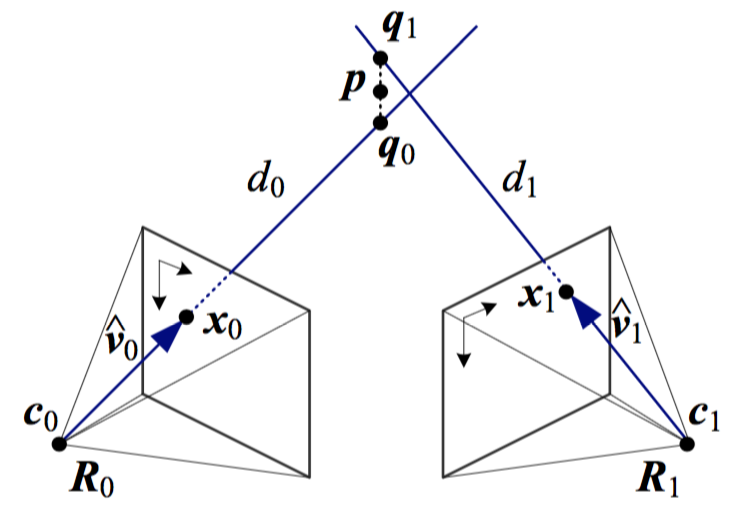 q₁
p
q₀
d₀ d₁
v̂₀ x₀ x₁ v̂₁
c₀ c₁
R₀ R₁